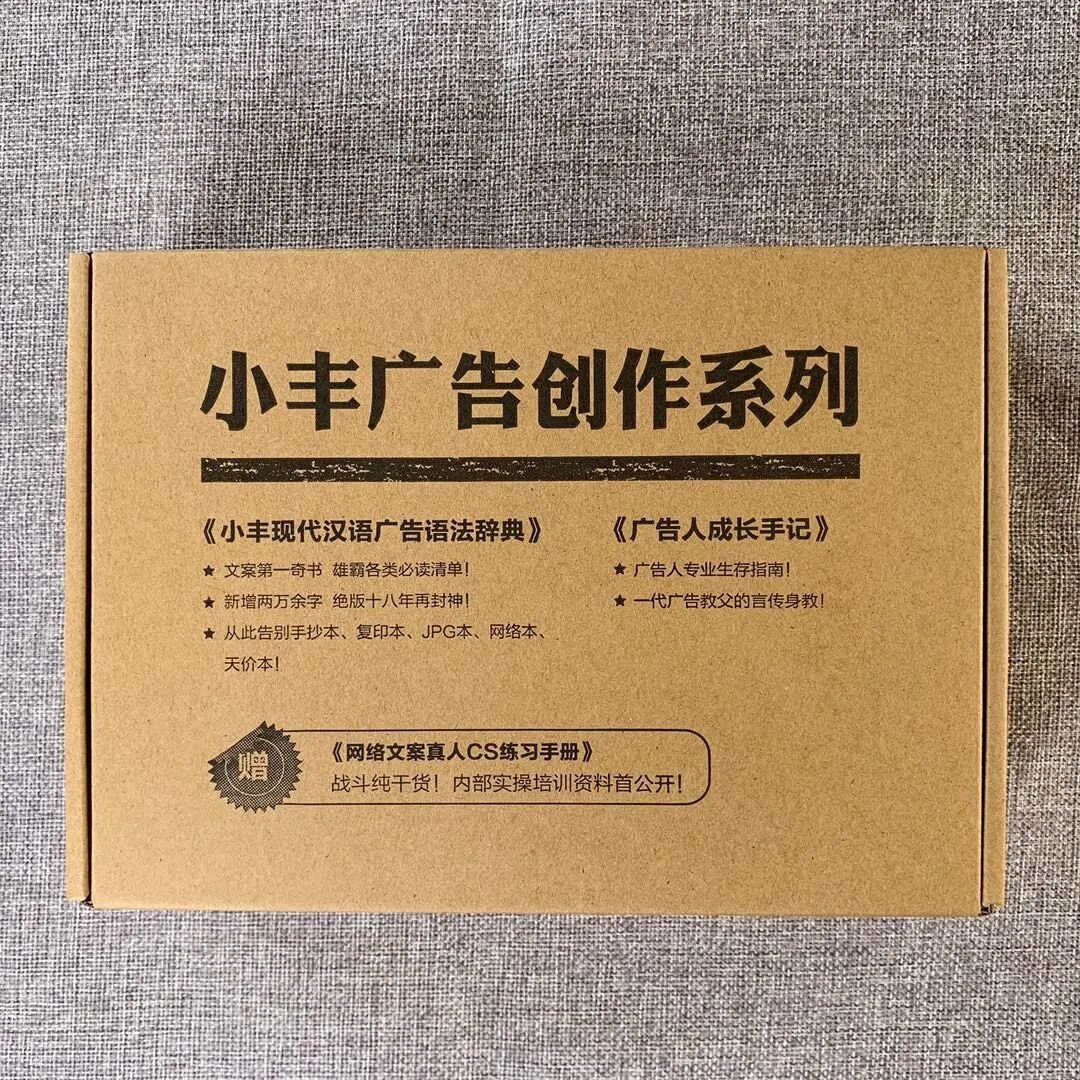 小丰广告创作系列
《小丰现代汉语广告语法辞典》
★ 文案第一奇书 雄霸各类必读清单！
★ 新增两万余字 绝版十八年再封神！
★ 从此告别手抄本、复印本、JPG本、网络本、
天价本！
《广告人成长手记》
★ 广告人专业生存指南！
★ 一代广告教父的言传身教！
赠
《网络文案真人CS练习手册》
战斗纯干货！内部实操培训资料首公开！